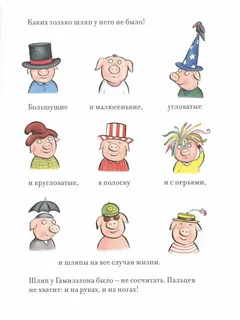 Каких только шляп у него не было!
Большущие и малюсенькие, угловатые
и кругловатые, в полоску и с перьями,
и шляпы на все случаи жизни.
Шляп у Гамильтона было – не сосчитать. Пальцев
не хватит: и на руках, и на ногах!